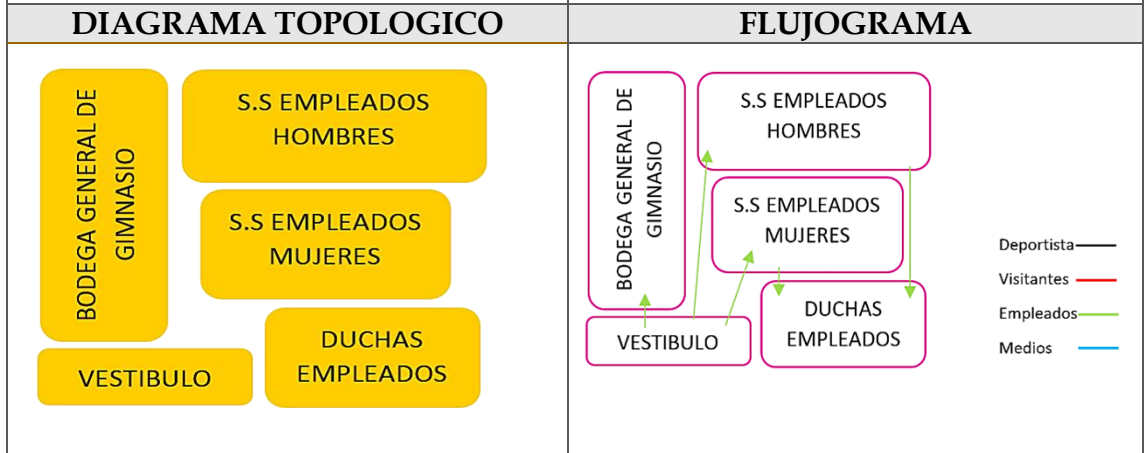 DIAGRAMA TOPOLOGICO
BODEGA GENERAL DE
GIMNASIO
S.S EMPLEADOS
HOMBRES
S.S EMPLEADOS
MUJERES
DUCHAS
EMPLEADOS
VESTIBULO
FLUJOGRAMA
BODEGA GENERAL DE
GIMNASIO
S.S EMPLEADOS
HOMBRES
S.S EMPLEADOS
MUJERES
DUCHAS
EMPLEADOS
VESTIBULO
Deportista
Visitantes
Empleados
Medios